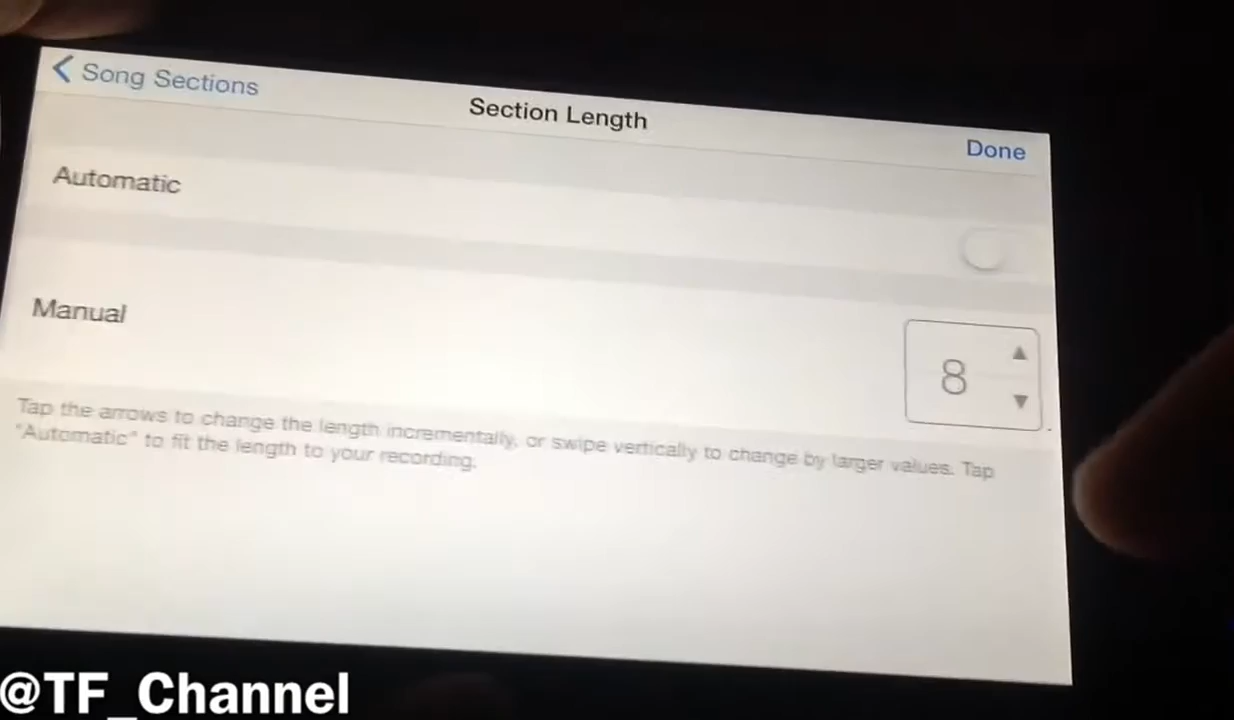 Song Sections
Section Length
Done
Automatic
Manual
8
Tap the arrows to change the length incrementally, or swipe vertically to change by larger values. Tap
"Automatic" to fit the length to your recording.
@TF_Channel